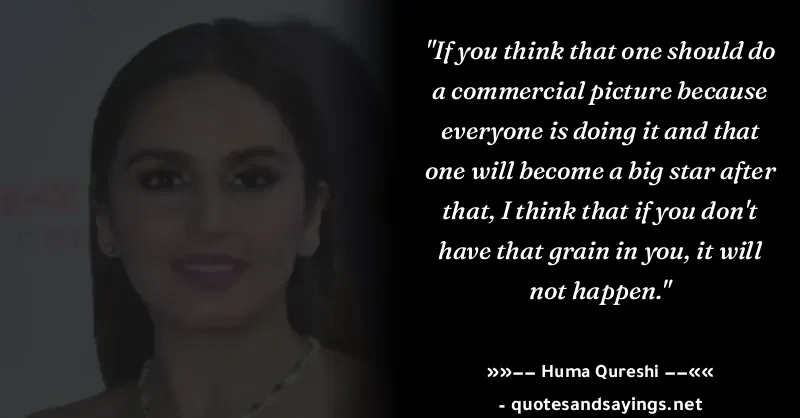 "If you think that one should do
a commercial picture because
everyone is doing it and that
one will become a big star after
that, I think that if you don't
have that grain in you, it will
not happen."
»»−− Huma Qureshi −−««
- quotesandsayings.net